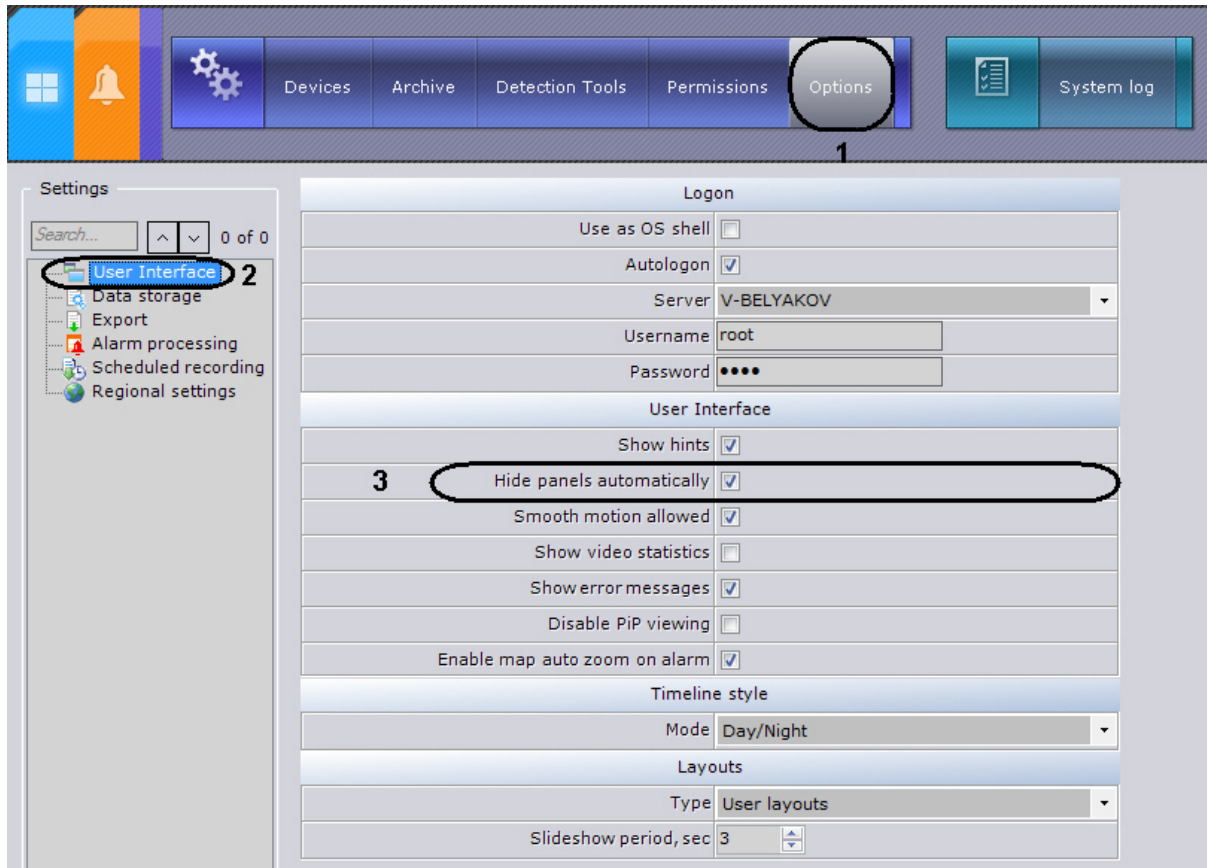 Devices Archive Detection Tools Permissions Options System log
1
Settings
Search... 0 of 0
User Interface 2
Data storage
Export
Alarm processing
Scheduled recording
Regional settings
Logon
Use as OS shell
Autologon
Server V-BELYAKOV
Username root
Password ••••
User Interface
Show hints
3 Hide panels automatically
Smooth motion allowed
Show video statistics
Show error messages
Disable PiP viewing
Enable map auto zoom on alarm
Timeline style
Mode Day/Night
Layouts
Type User layouts
Slideshow period, sec 3